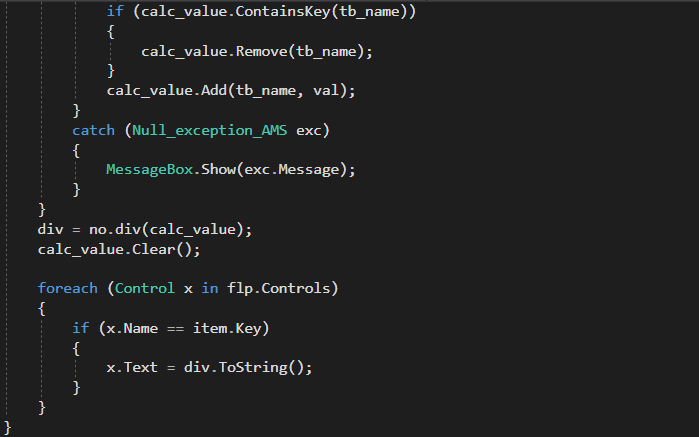 if (calc_value.ContainsKey(tb_name))
{
calc_value.Remove(tb_name);
}
calc_value.Add(tb_name, val);
}
catch (Null_exception_AMS exc)
{
MessageBox.Show(exc.Message);
}
}
div = no.div(calc_value);
calc_value.Clear();
foreach (Control x in flp.Controls)
{
if (x.Name == item.Key)
{
x.Text = div.ToString();
}
}
}